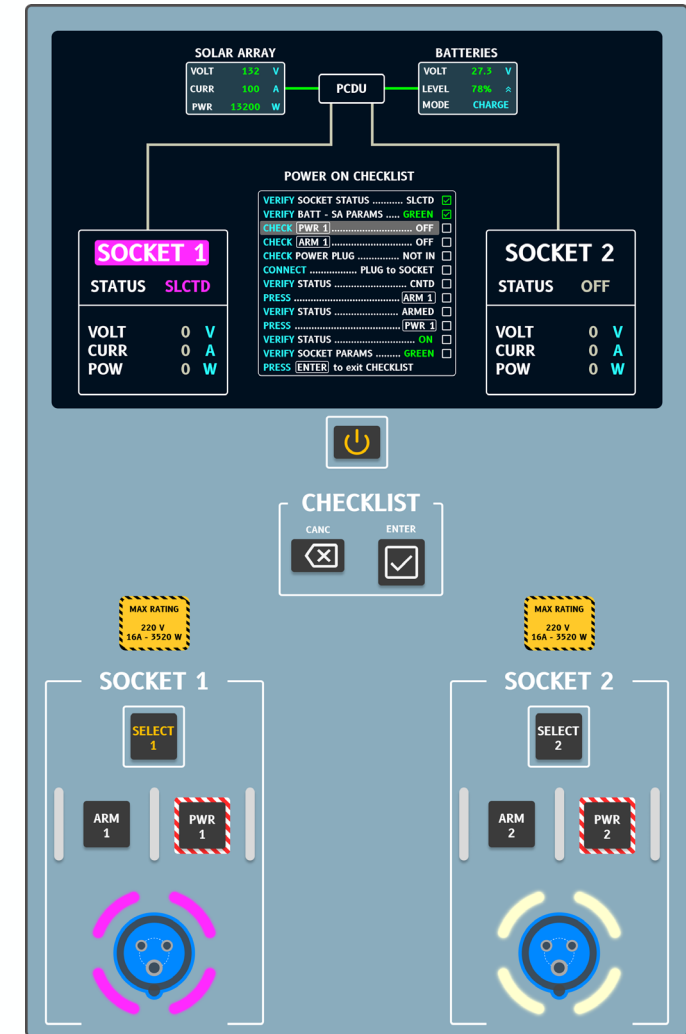 SOLAR ARRAY
VOLT 132 V
CURR 100 A
PWR 13200 W
PCDU
BATTERIES
VOLT 27.3 V
LEVEL 78%
MODE CHARGE
POWER ON CHECKLIST
VERIFY SOCKET STATUS .......... SLCTD
VERIFY BATT - SA PARAMS ..... GREEN
CHECK PWR 1 .......................... OFF
CHECK ARM 1 .......................... OFF
CHECK POWER PLUG ............. NOT IN
CONNECT ............... PLUG to SOCKET
VERIFY STATUS ..................... CNTD
PRESS .................................. ARM 1
VERIFY STATUS ................... ARMED
PRESS .................................. PWR 1
VERIFY STATUS .......................... ON
VERIFY SOCKET PARAMS ........ GREEN
PRESS ENTER to exit CHECKLIST
SOCKET 1
STATUS SLCTD
VOLT 0 V
CURR 0 A
POW 0 W
SOCKET 2
STATUS OFF
VOLT 0 V
CURR 0 A
POW 0 W
CHECKLIST
CANC
ENTER
MAX RATING
220 V
16A - 3520 W
MAX RATING
220 V
16A - 3520 W
SOCKET 1
SELECT
1
ARM
1
PWR
1
SOCKET 2
SELECT
2
ARM
2
PWR
2